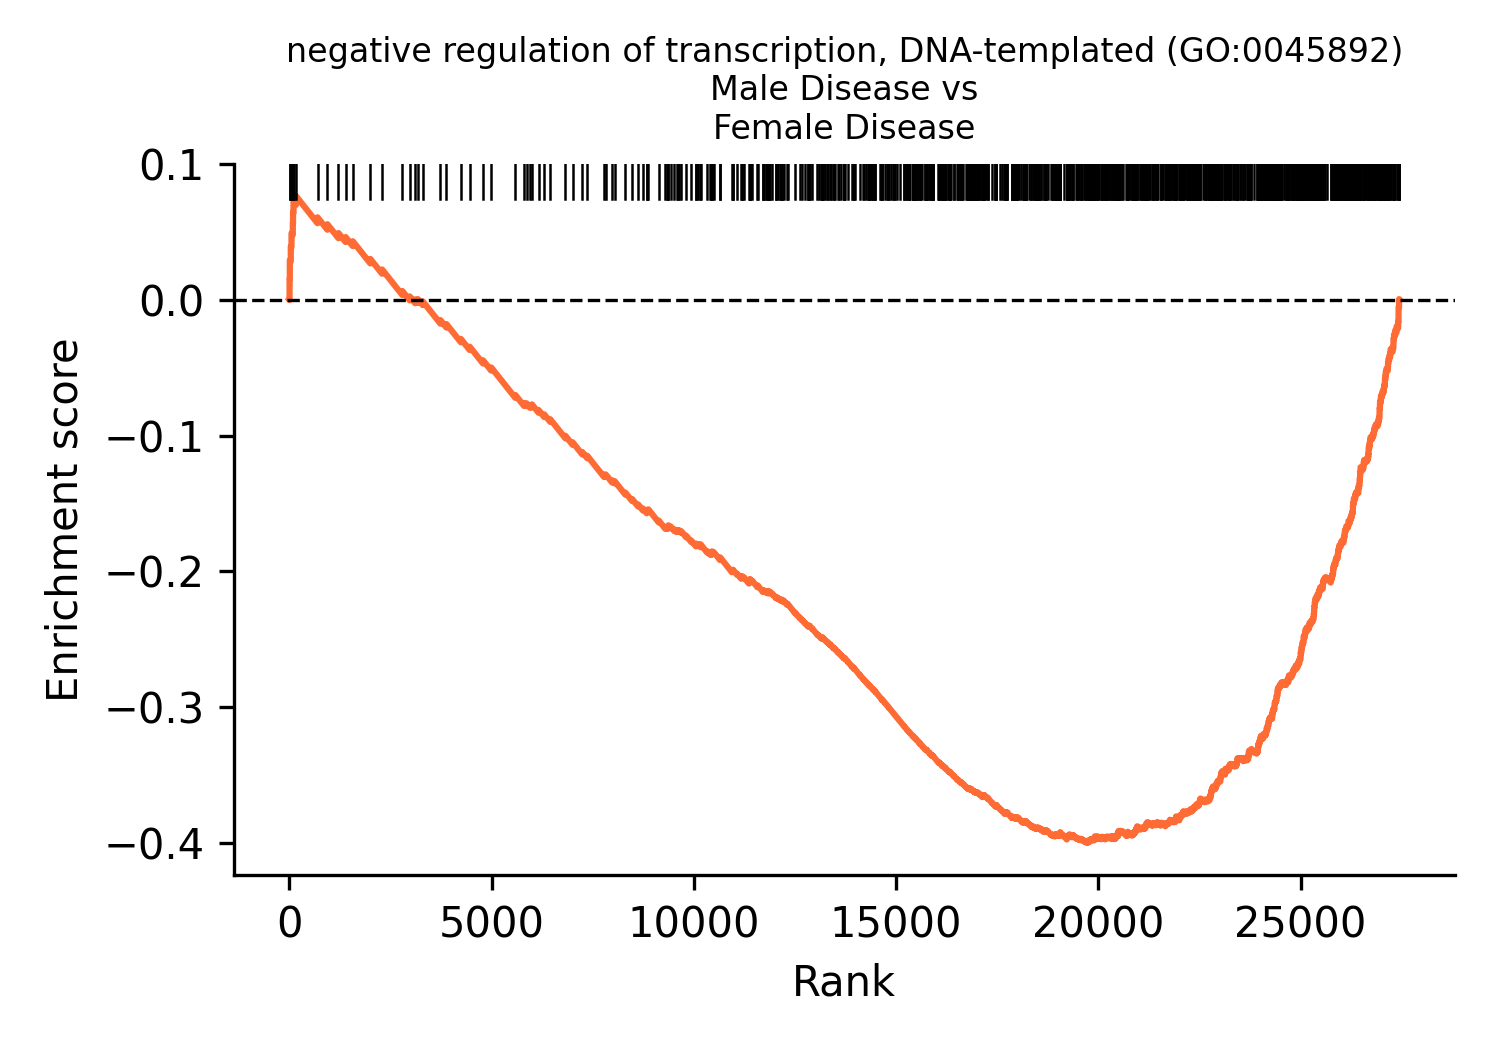 negative regulation of transcription, DNA-templated (GO:0045892)
Male Disease vs
Female Disease
0.1
0.0
−0.1
−0.2
−0.3
−0.4
Enrichment score
0 5000 10000 15000 20000 25000
Rank